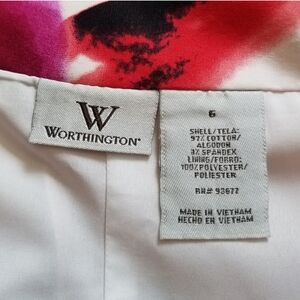 W
WORTHINGTON
6
SHELL/TELA:
97% COTTON/
ALGODON
3% SPANDEX
LINING/FORRO:
100% POLYESTER/
POLIESTER
RN# 93677
MADE IN VIETNAM
HECHO EN VIETNAM